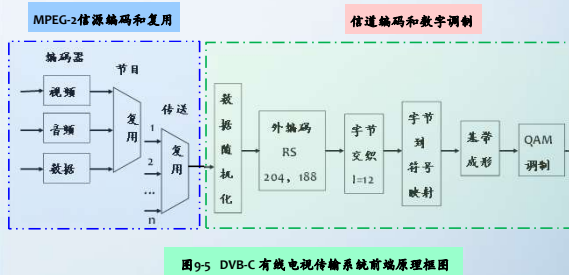 MPEG-2信源编码和复用
信道编码和数字调制
编码器
视频
音频
数据
节目
复
用
传送
复
用
1
2
...
n
数
据
随
机
化
外编码
RS
204，188
字节
交织
I=12
字节
到
符号
映射
基带
成形
QAM
调制
图9-5 DVB-C 有线电视传输系统前端原理框图